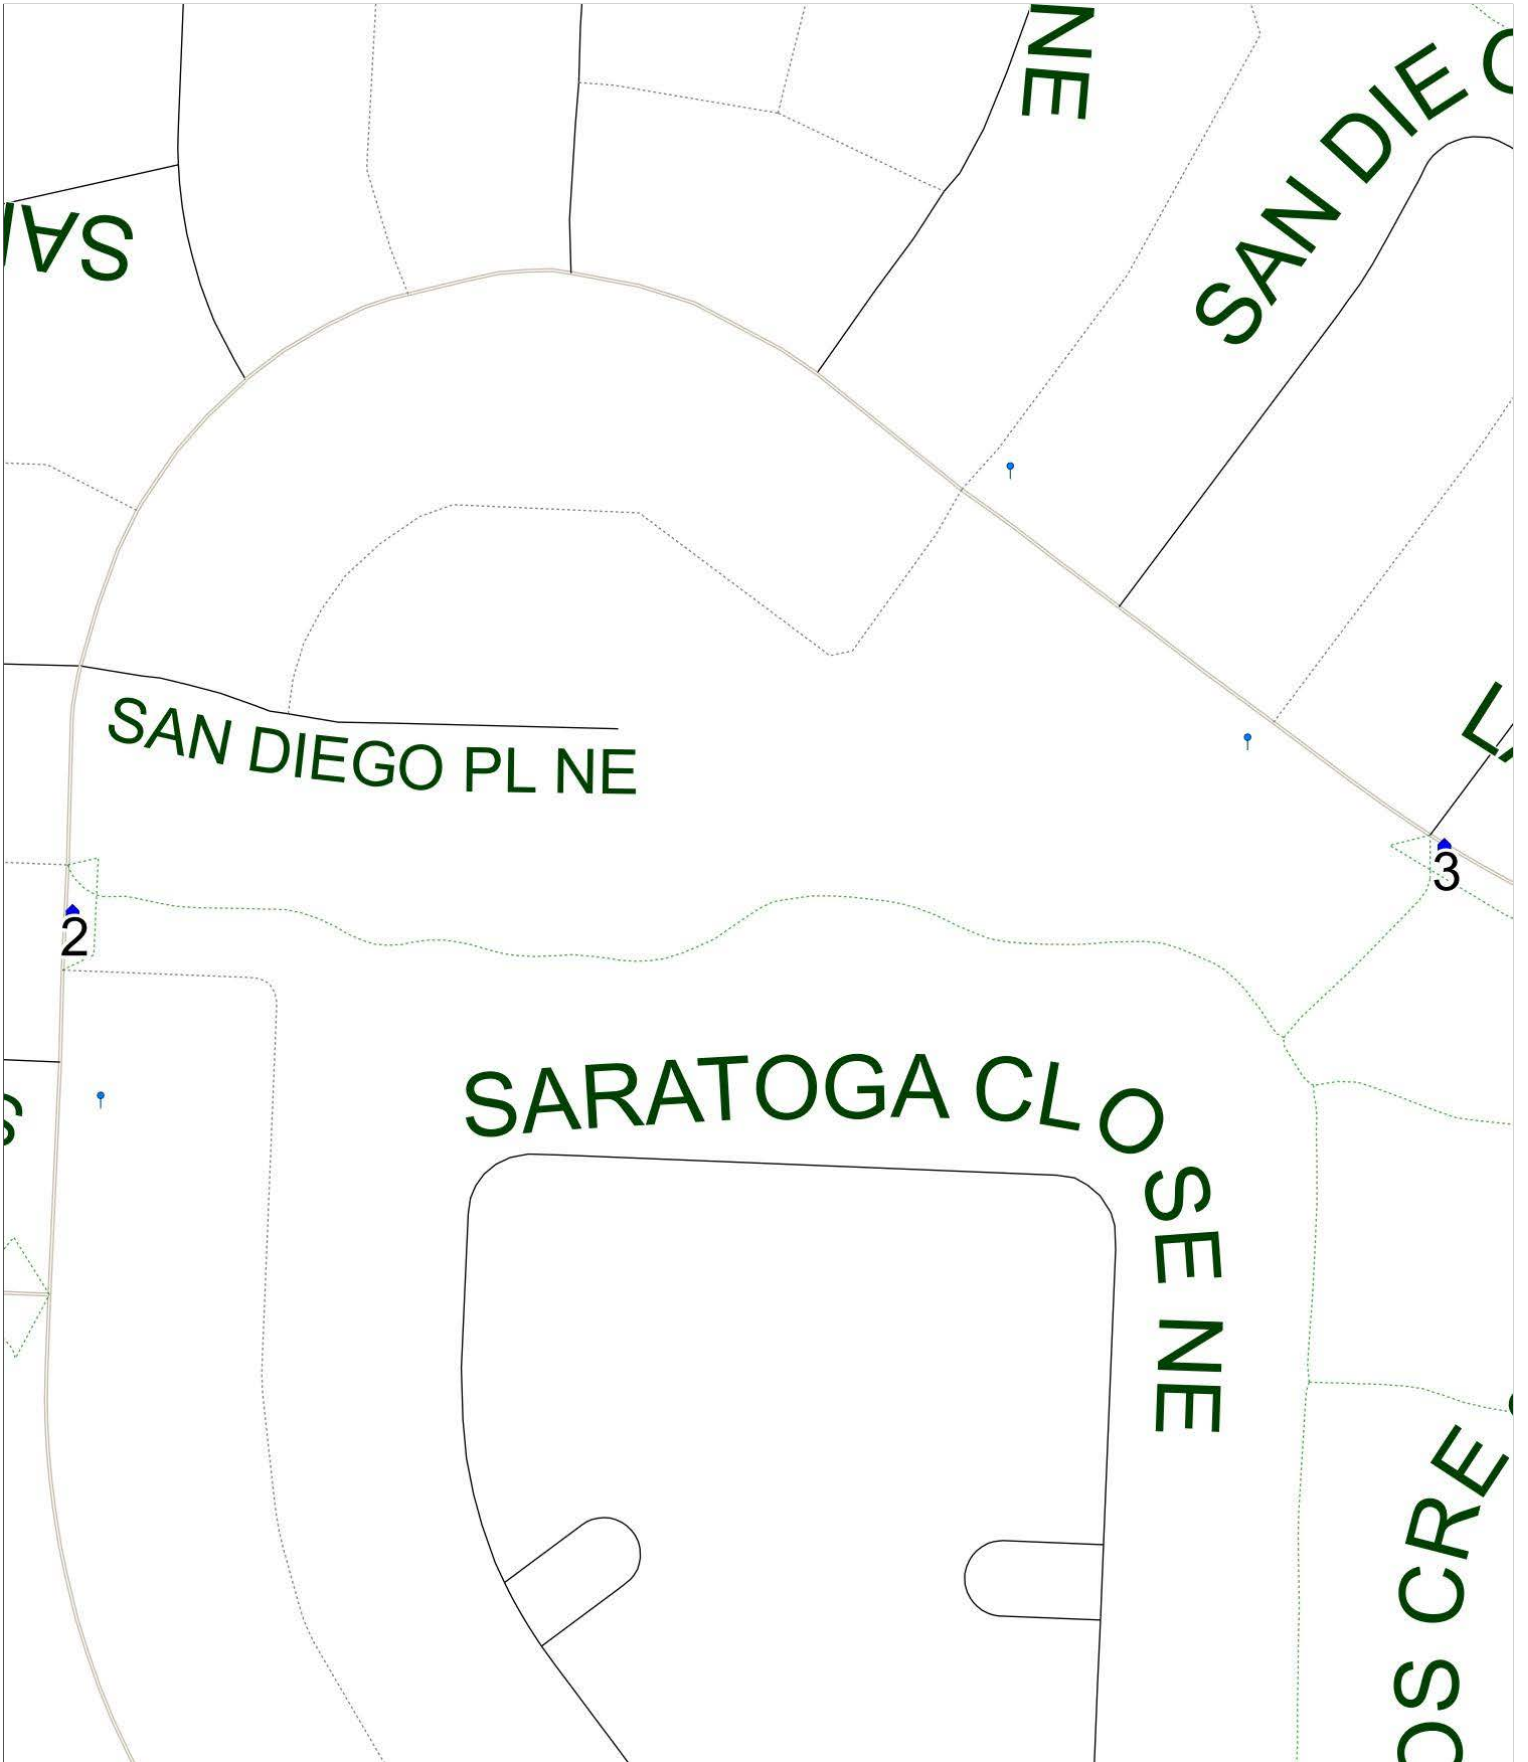 NE
SAN DIE
SAN DIEGO PL NE
3
2
SARATOGA CLOSE NE
OS CRE